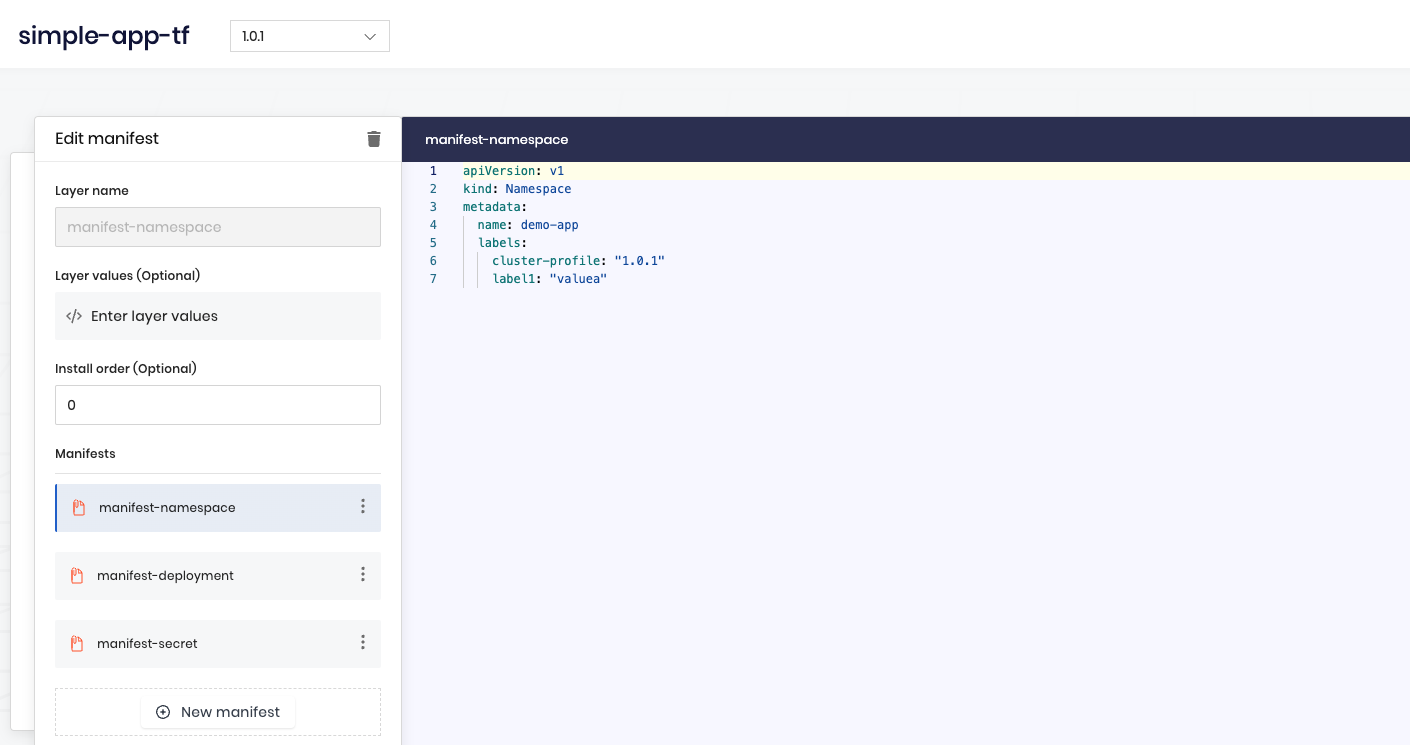 simple-app-tf
1.0.1
Edit manifest
Layer name
manifest-namespace
Layer values (Optional)
</> Enter layer values
Install order (Optional)
0
Manifests
manifest-namespace
manifest-deployment
manifest-secret
New manifest
manifest-namespace
1 apiVersion: v1
2 kind: Namespace
3 metadata:
4   name: demo-app
5   labels:
6     cluster-profile: "1.0.1"
7     label1: "valuea"